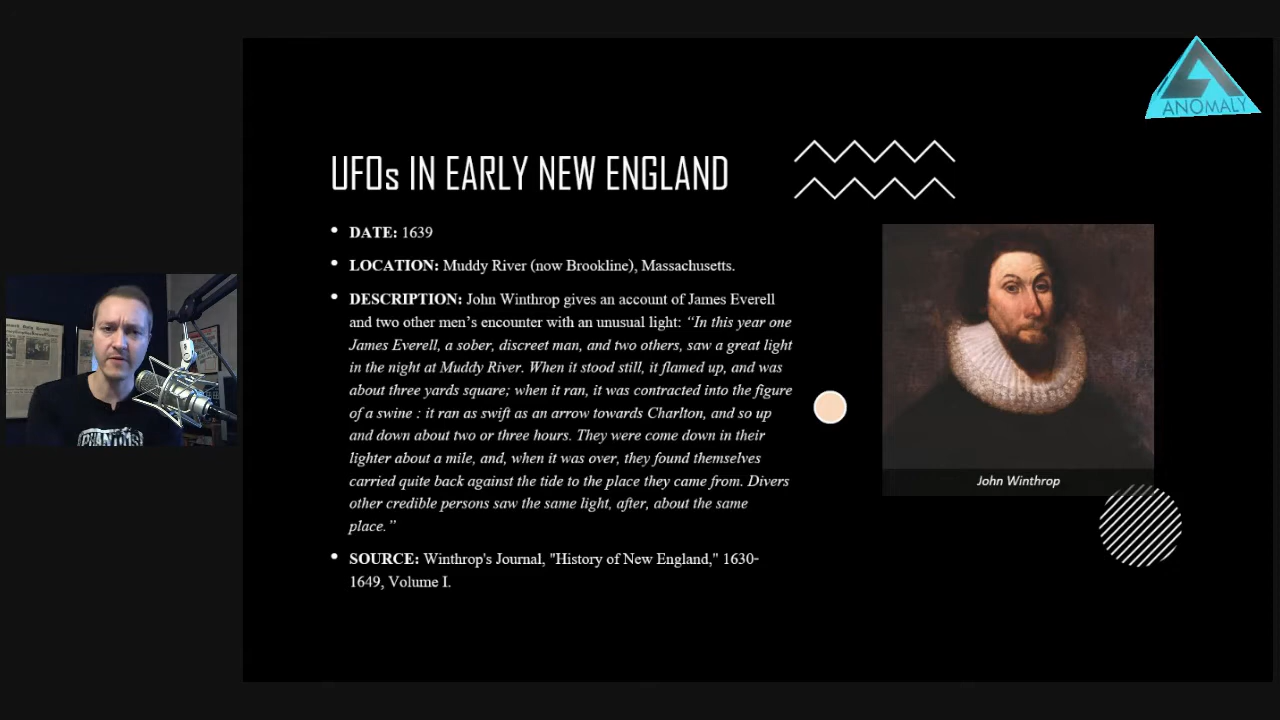 ANOMALY
UFOs IN EARLY NEW ENGLAND
• DATE: 1639
• LOCATION: Muddy River (now Brookline), Massachusetts.
• DESCRIPTION: John Winthrop gives an account of James Everell
and two other men's encounter with an unusual light: “In this year one
James Everell, a sober, discreet man, and two others, saw a great light
in the night at Muddy River. When it stood still, it flamed up, and was
about three yards square; when it ran, it was contracted into the figure
of a swine : it ran as swift as an arrow towards Charlton, and so up
and down about two or three hours. They were come down in their
lighter about a mile, and, when it was over, they found themselves
carried quite back against the tide to the place they came from. Divers
other credible persons saw the same light, after, about the same
place.”
• SOURCE: Winthrop's Journal, "History of New England," 1630-
1649, Volume I.
John Winthrop